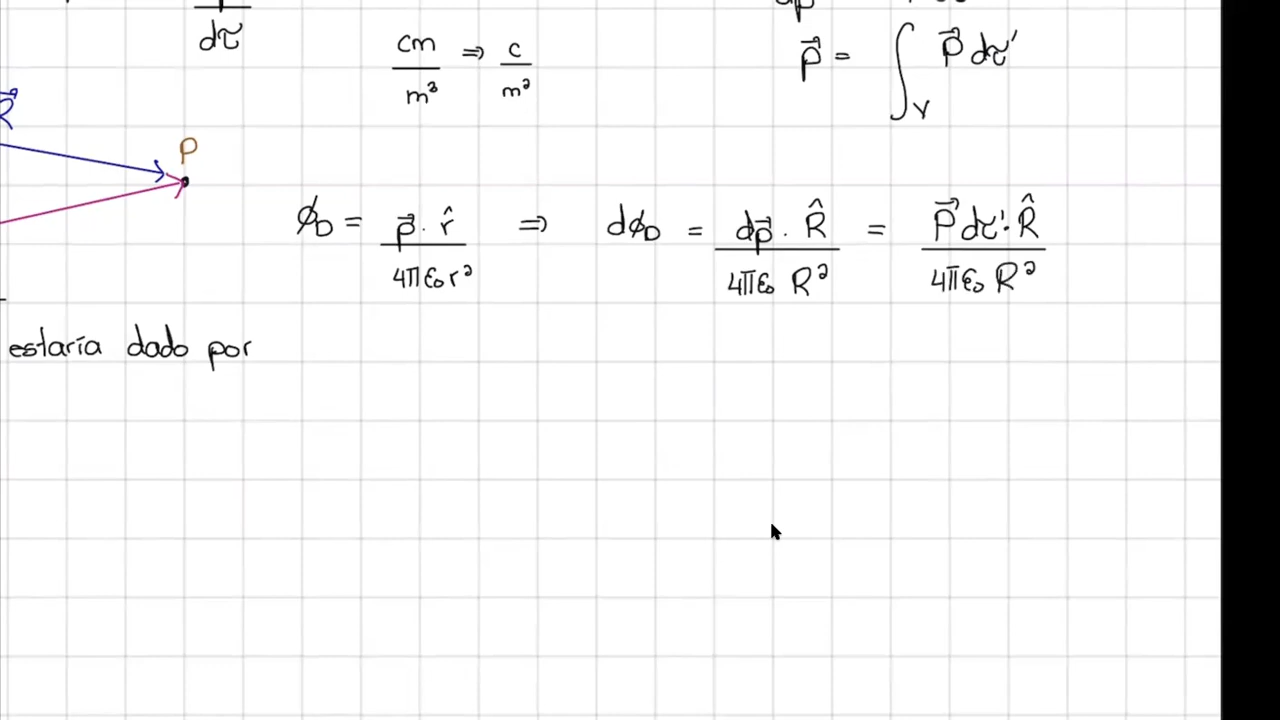 dτ
cm/m³ ⇒ c/m²
p⃗ = ∫_V P⃗ dτ'
R⃗
P
ϕ_D = p⃗ · r̂ / 4πε₀r² ⇒ dϕ_D = dp⃗ · R̂ / 4πε₀ R² = P⃗ dτ' · R̂ / 4πε₀ R²
estaría dado por